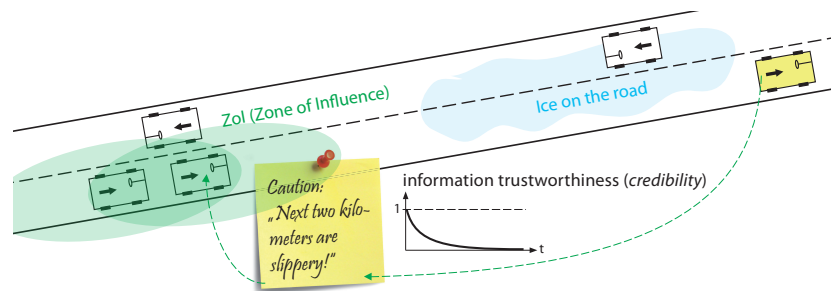 ZoI (Zone of Influence)
Ice on the road
Caution:
„Next two kilo-
meters are
slippery!“
information trustworthiness (credibility)
1
t